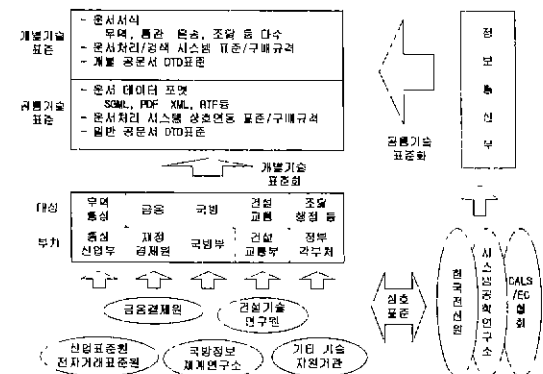 개별기술
표준
- 문서서식
무역, 통관 운송, 조달 등 다수
- 문서처리/검색 시스템 표준/구매규격
- 개별 공문서 DTD표준
공통기술
표준
- 문서 데이터 포맷
SGML, PDF XML, RTF등
- 문서처리 시스템 상호연동 표준/구매규격
- 일반 공문서 DTD표준
정보통신부
공통기술
표준화
개별기술
표준화
대상
무역 통상
금융
국방
건설 교통
조달 행정 등
부처
통상 산업부
재정 경제원
국방부
건설 교통부
정부 각부처
금융결제원
건설기술
연구원
산업표준원
전자거래표준원
국방정보
체계연구소
기타 기술
지원기관
상호
표준
한국전산원
시스템공학연구소
CALS
/EC
협회